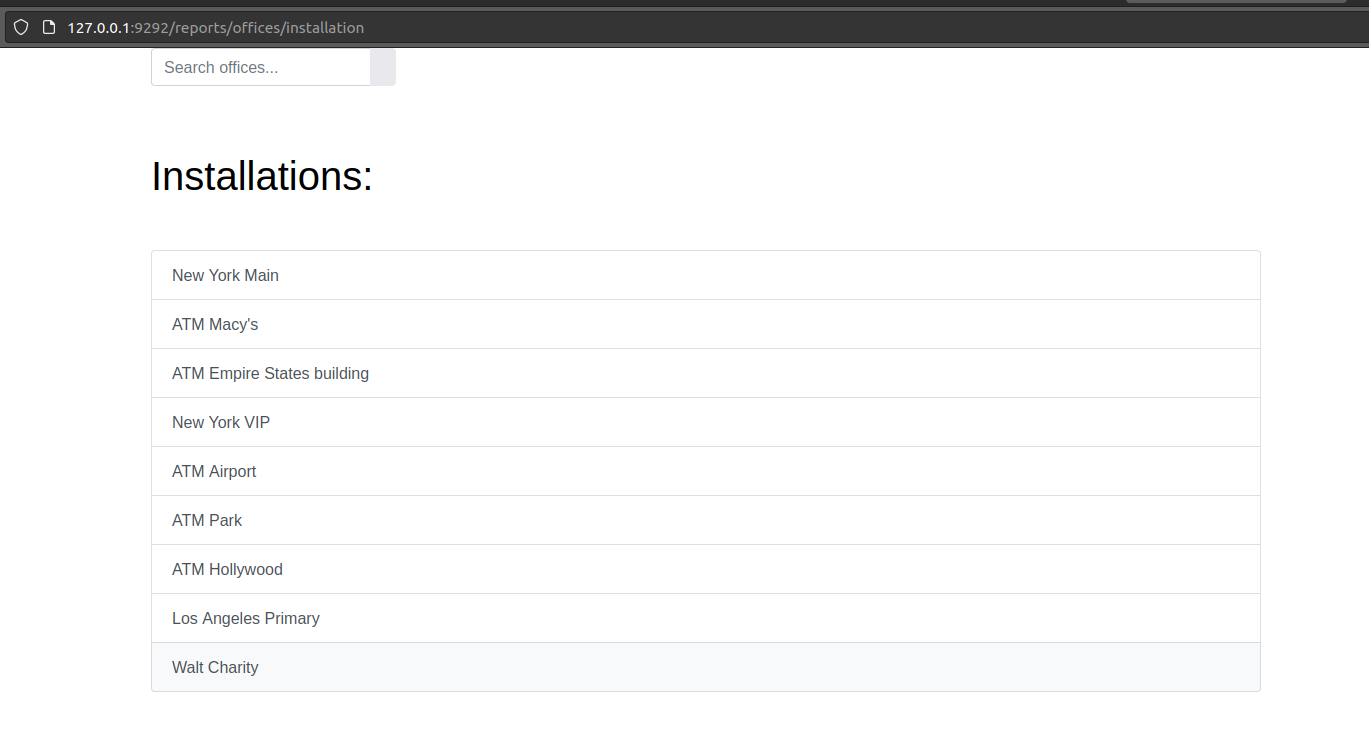 127.0.0.1:9292/reports/offices/installation
Search offices...
Installations:
New York Main
ATM Macy's
ATM Empire States building
New York VIP
ATM Airport
ATM Park
ATM Hollywood
Los Angeles Primary
Walt Charity